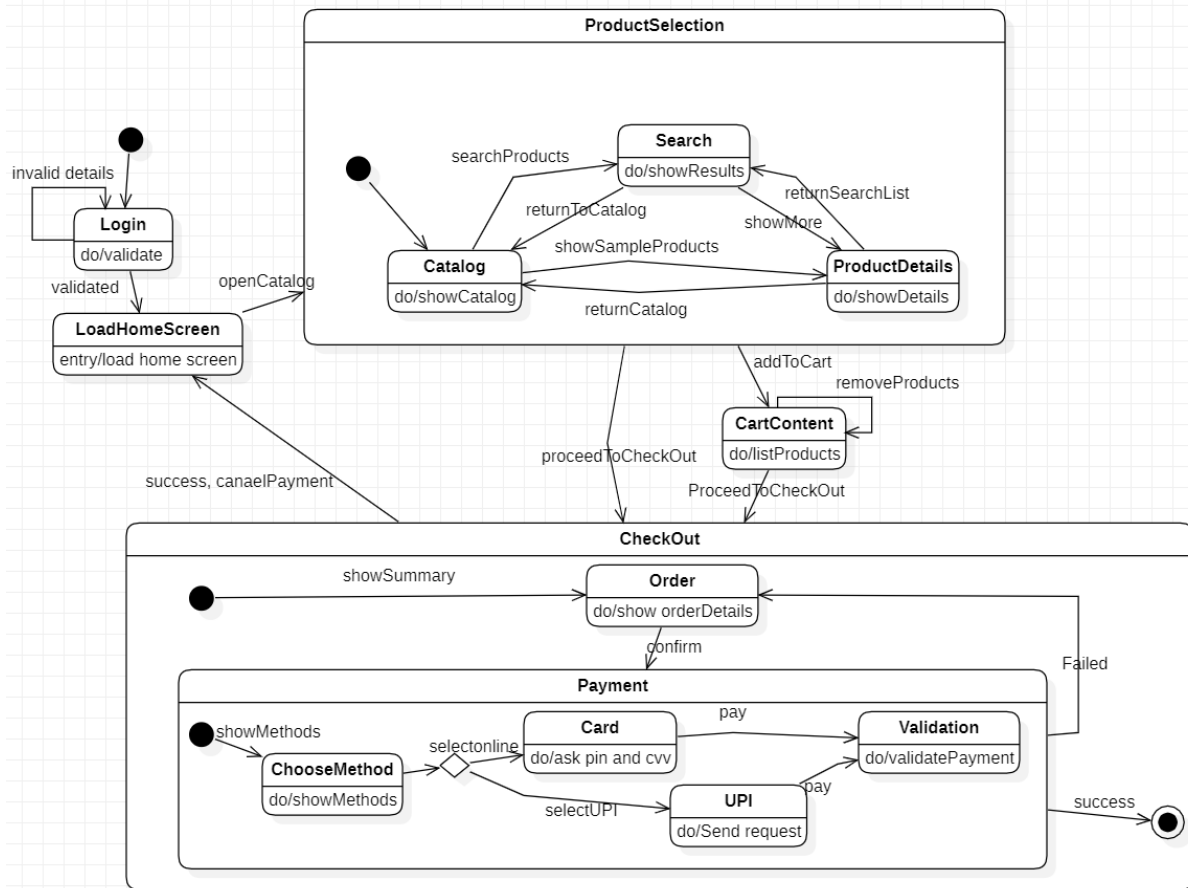 ProductSelection
invalid details
Login
do/validate
validated
openCatalog
LoadHomeScreen
entry/load home screen
searchProducts
Search
do/showResults
returnToCatalog
returnSearchList
showMore
showSampleProducts
Catalog
do/showCatalog
ProductDetails
do/showDetails
returnCatalog
addToCart
removeProducts
CartContent
do/listProducts
proceedToCheckOut
ProceedToCheckOut
success, canaelPayment
CheckOut
showSummary
Order
do/show orderDetails
confirm
Failed
Payment
showMethods
ChooseMethod
do/showMethods
selectonline
Card
do/ask pin and cvv
pay
Validation
do/validatePayment
selectUPI
UPI
do/Send request
pay
success